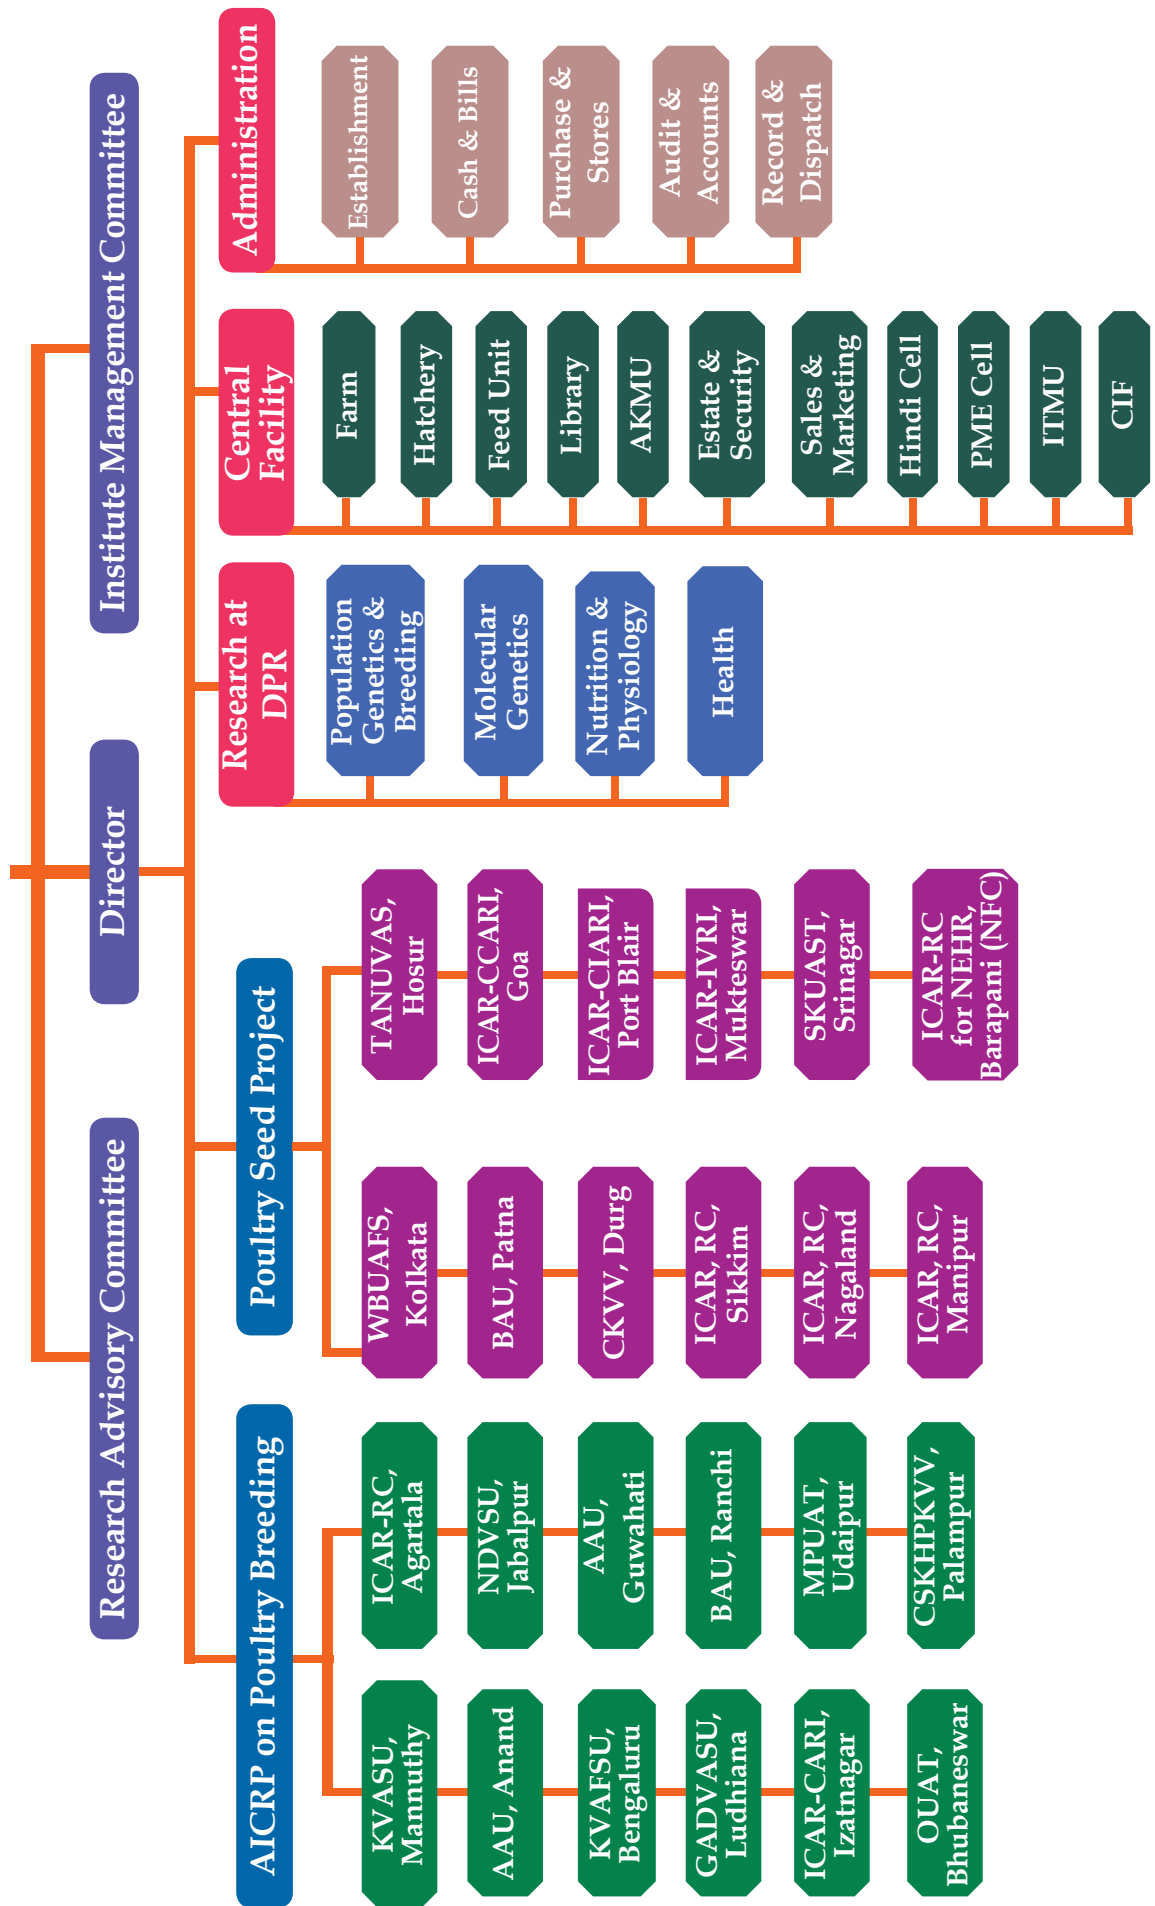 Research Advisory Committee
Director
Institute Management Committee
AICRP on Poultry Breeding
Poultry Seed Project
Research at
DPR
Central
Facility
Administration
KVASU,
Mannuthy
AAU, Anand
KVAFSU,
Bengaluru
GADVASU,
Ludhiana
ICAR-CARI,
Izatnagar
OUAT,
Bhubaneswar
ICAR-RC,
Agartala
NDVSU,
Jabalpur
AAU,
Guwahati
BAU, Ranchi
MPUAT,
Udaipur
CSKHPKVV,
Palampur
WBUAFS,
Kolkata
BAU, Patna
CKVV, Durg
ICAR, RC,
Sikkim
ICAR, RC,
Nagaland
ICAR, RC,
Manipur
TANUVAS,
Hosur
ICAR-CCARI,
Goa
ICAR-CIARI,
Port Blair
ICAR-IVRI,
Mukteswar
SKUAST,
Srinagar
ICAR-RC
for NEHR,
Barapani (NFC)
Population
Genetics &
Breeding
Molecular
Genetics
Nutrition &
Physiology
Health
Farm
Hatchery
Feed Unit
Library
AKMU
Estate &
Security
Sales &
Marketing
Hindi Cell
PME Cell
ITMU
CIF
Establishment
Cash & Bills
Purchase &
Stores
Audit &
Accounts
Record &
Dispatch